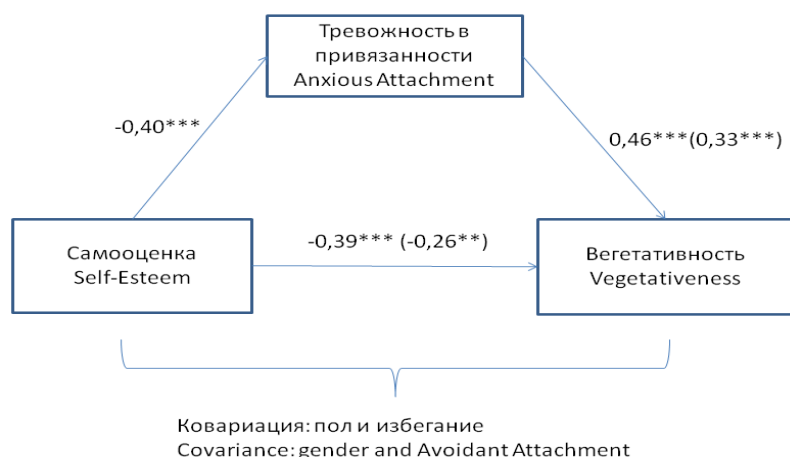 Тревожность в
привязанности
Anxious Attachment
-0,40***
0,46***(0,33***)
Самооценка
Self-Esteem
-0,39*** (-0,26**)
Вегетативность
Vegetativeness
Ковариация: пол и избегание
Covariance: gender and Avoidant Attachment